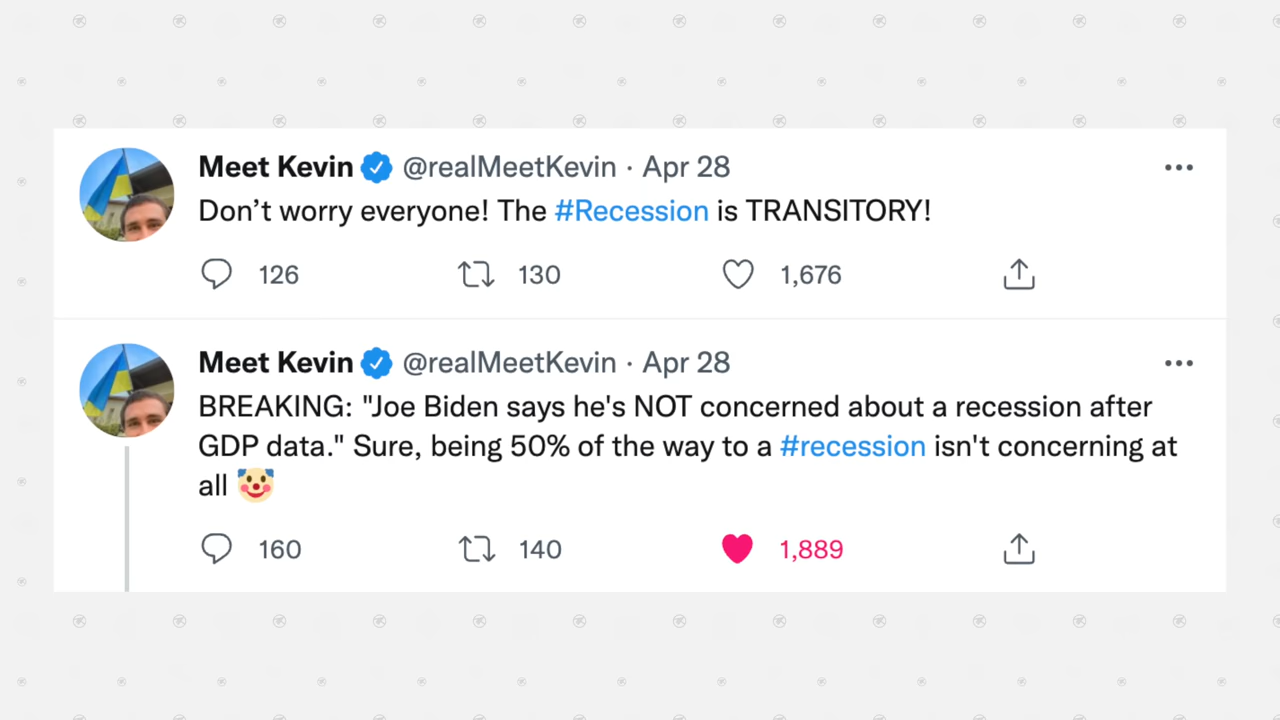 Meet Kevin @realMeetKevin · Apr 28
Don’t worry everyone! The #Recession is TRANSITORY!
126 130 1,676
Meet Kevin @realMeetKevin · Apr 28
BREAKING: "Joe Biden says he's NOT concerned about a recession after
GDP data." Sure, being 50% of the way to a #recession isn't concerning at
all 🤡
160 140 1,889